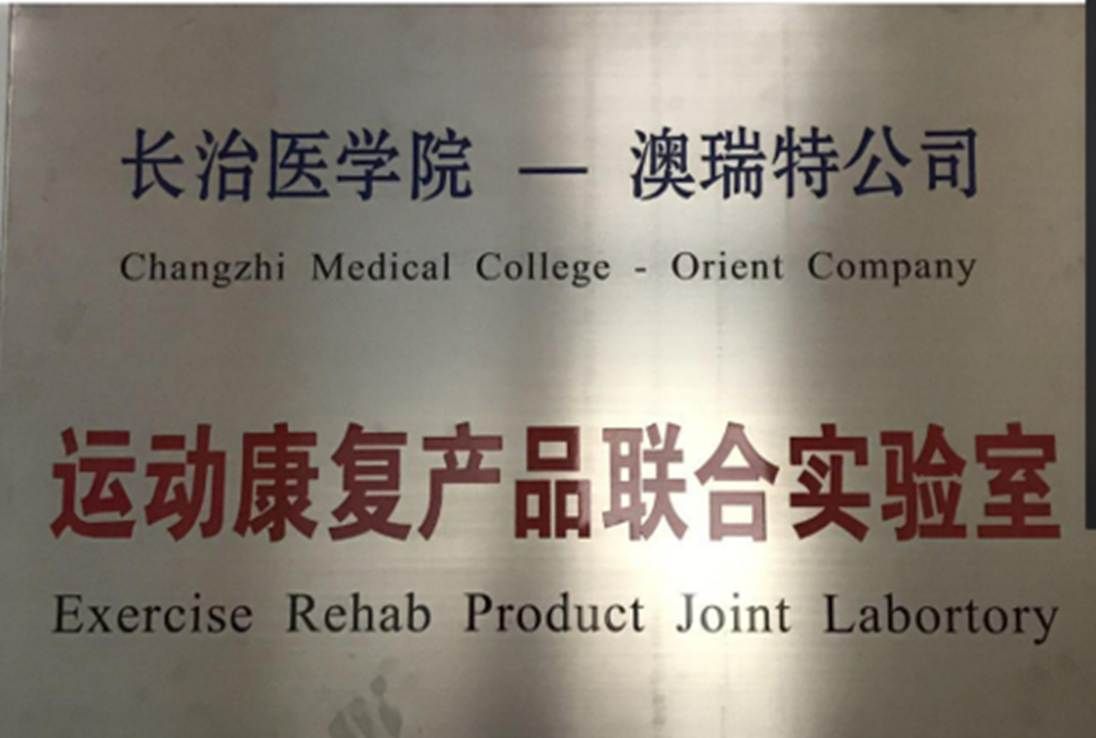 长治医学院 — 澳瑞特公司
Changzhi Medical College - Orient Company
运动康复产品联合实验室
Exercise Rehab Product Joint Labortory